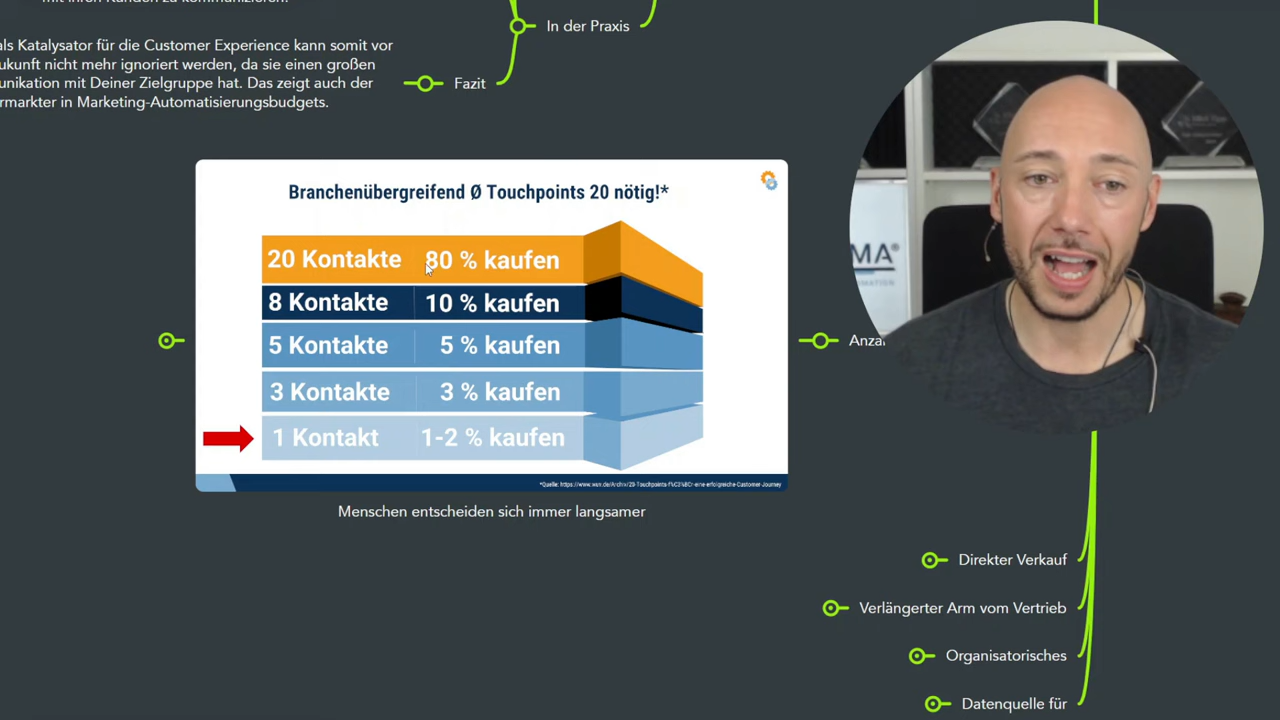 mit ihren Kunden zu kommunizieren!
In der Praxis
als Katalysator für die Customer Experience kann somit vor
ukunft nicht mehr ignoriert werden, da sie einen großen
unikation mit Deiner Zielgruppe hat. Das zeigt auch der
rmarkter in Marketing-Automatisierungsbudgets.
Fazit
Branchenübergreifend Ø Touchpoints 20 nötig!*
20 Kontakte 80 % kaufen
8 Kontakte 10 % kaufen
5 Kontakte 5 % kaufen
3 Kontakte 3 % kaufen
1 Kontakt 1-2 % kaufen
Menschen entscheiden sich immer langsamer
Anza
Direkter Verkauf
Verlängerter Arm vom Vertrieb
Organisatorisches
Datenquelle für